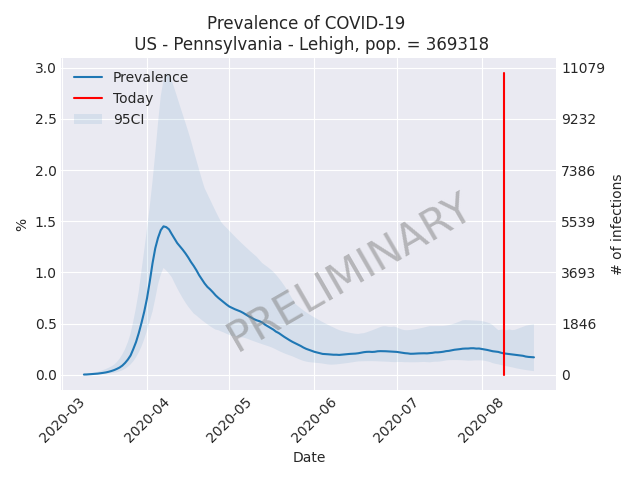 Prevalence of COVID-19
US - Pennsylvania - Lehigh, pop. = 369318
3.0
2.5
2.0
1.5
1.0
0.5
0.0
%
Prevalence
Today
95CI
PRELIMINARY
11079
9232
7386
5539
3693
1846
0
# of infections
2020-03
2020-04
2020-05
2020-06
2020-07
2020-08
Date